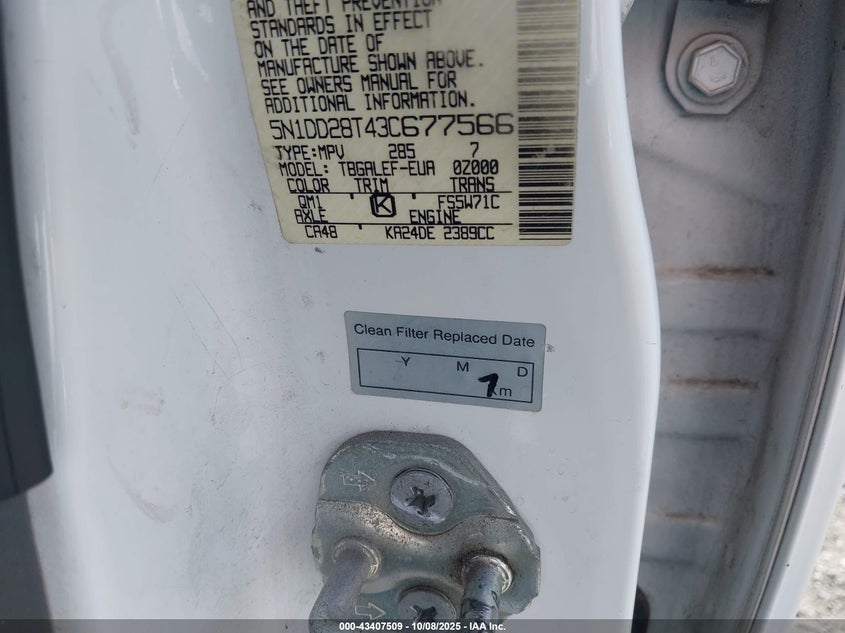 AND THEFT PREVENTION
STANDARDS IN EFFECT
ON THE DATE OF
MANUFACTURE SHOWN ABOVE.
SEE OWNERS MANUAL FOR
ADDITIONAL INFORMATION.
5N1DD28T43C677566
TYPE:MPV 285 7
MODEL: TBGALEF-EUA 0Z000
COLOR TRIM TRANS
QM1 K FS5W71C
AXLE ENGINE
CA48 KA24DE 2389CC
Clean Filter Replaced Date
Y M D
Km
000-43407509 | 10/08/2025 | IAA Inc.